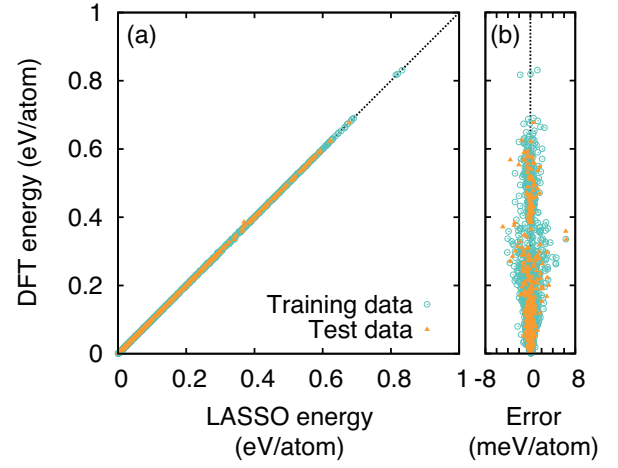 (a)
(b)
DFT energy (eV/atom)
1
0.8
0.6
0.4
0.2
0
Training data
Test data
0 0.2 0.4 0.6 0.8 1
-8 0 8
LASSO energy
(eV/atom)
Error
(meV/atom)